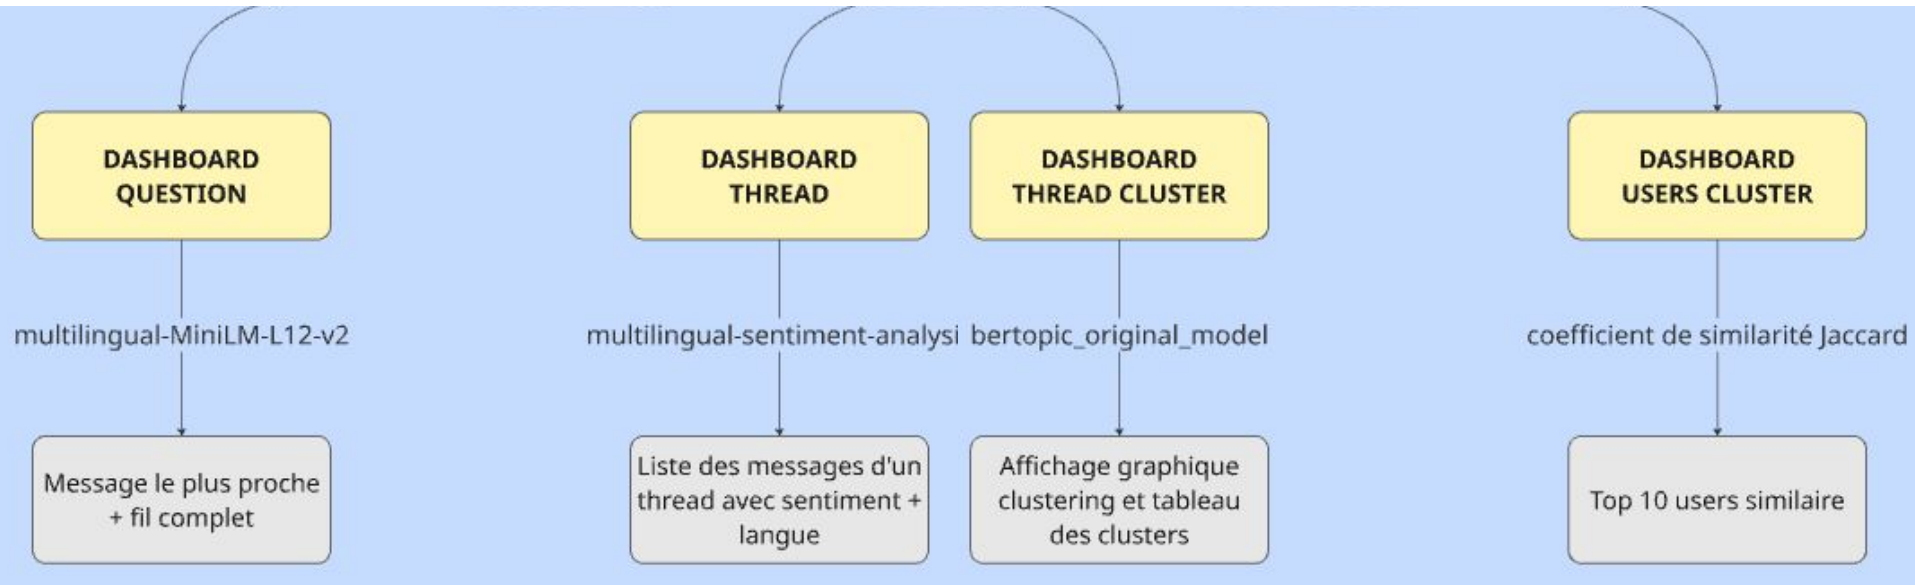 DASHBOARD
QUESTION
DASHBOARD
THREAD
DASHBOARD
THREAD CLUSTER
DASHBOARD
USERS CLUSTER
multilingual-MiniLM-L12-v2
multilingual-sentiment-analysi
bertopic_original_model
coefficient de similarité Jaccard
Message le plus proche
+ fil complet
Liste des messages d'un
thread avec sentiment +
langue
Affichage graphique
clustering et tableau
des clusters
Top 10 users similaire